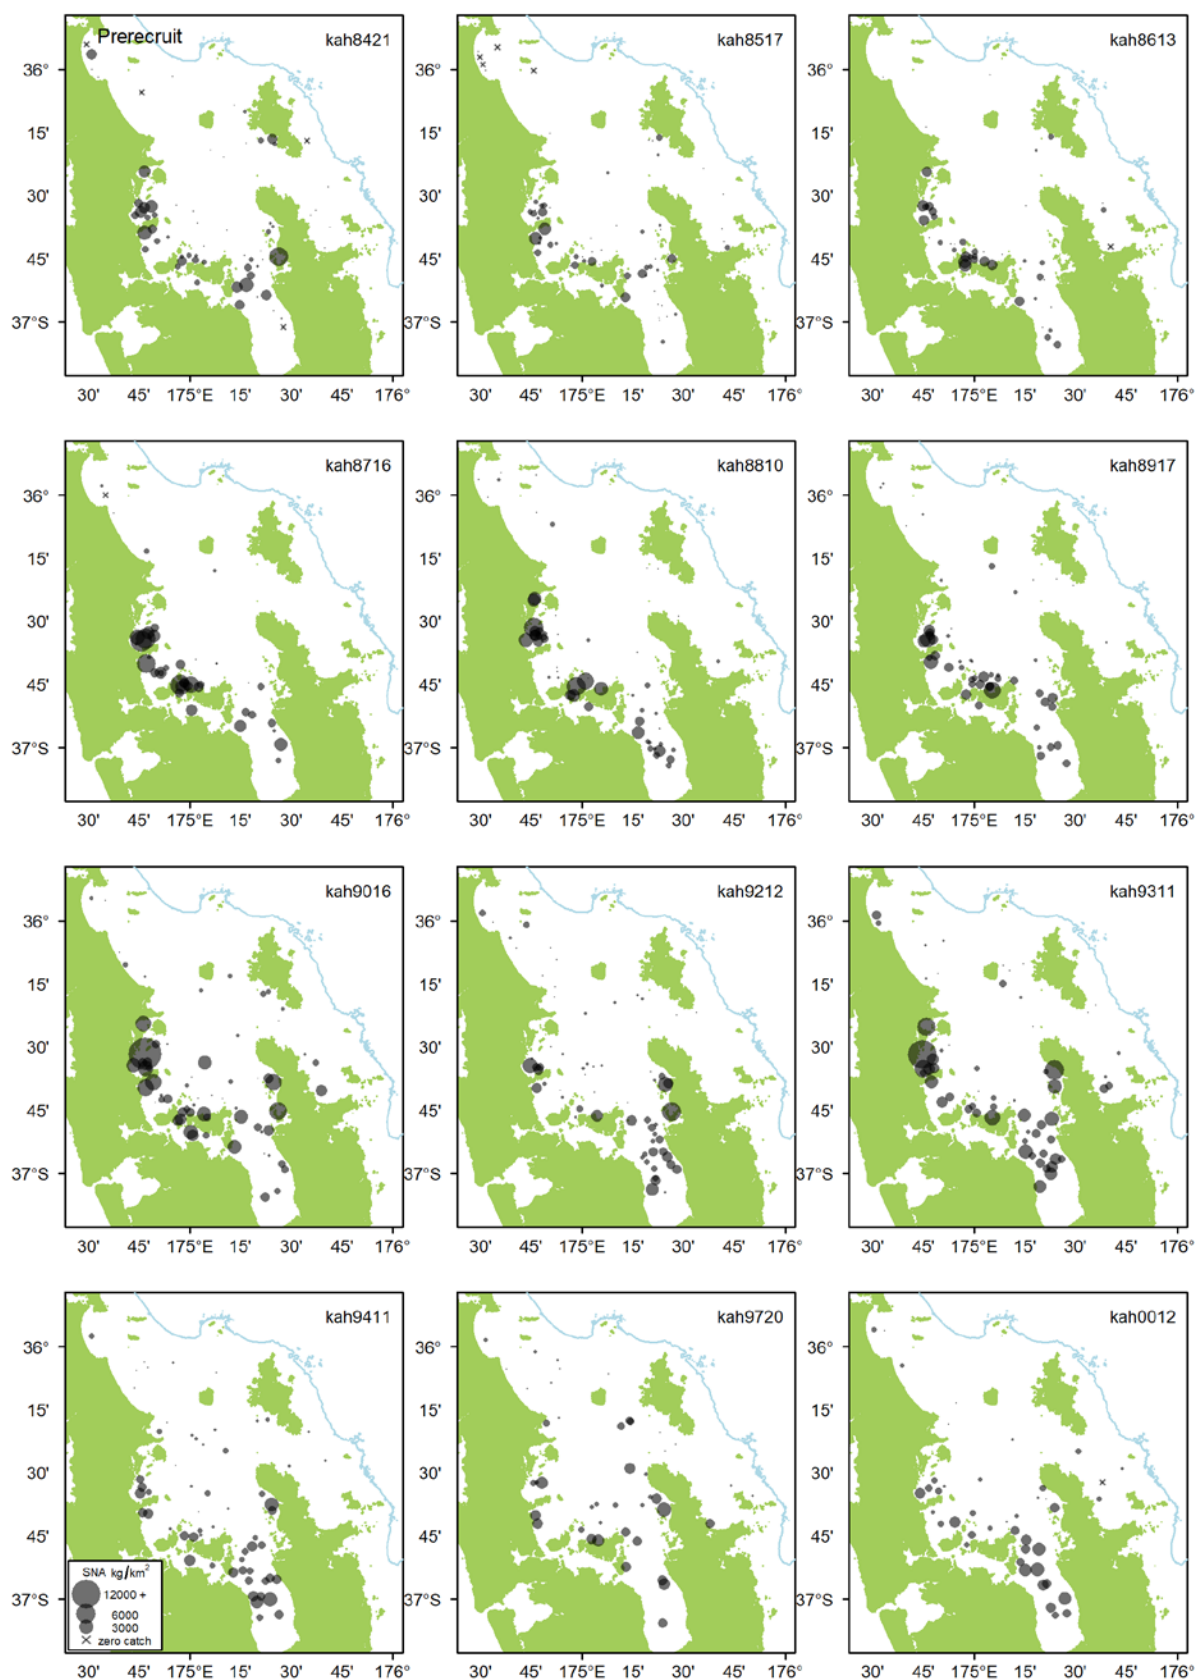 Prerecruit
kah8421
kah8517
kah8613
36°
36°
36°
15'
15'
15'
30'
30'
30'
45'
45'
45'
37°S
37°S
37°S
30' 45' 175°E 15' 30' 45' 176°
30' 45' 175°E 15' 30' 45' 176°
30' 45' 175°E 15' 30' 45' 176°
kah8716
kah8810
kah8917
36°
36°
36°
15'
15'
15'
30'
30'
30'
45'
45'
45'
37°S
37°S
37°S
30' 45' 175°E 15' 30' 45' 176°
30' 45' 175°E 15' 30' 45' 176°
30' 45' 175°E 15' 30' 45' 176°
kah9016
kah9212
kah9311
36°
36°
36°
15'
15'
15'
30'
30'
30'
45'
45'
45'
37°S
37°S
37°S
30' 45' 175°E 15' 30' 45' 176°
30' 45' 175°E 15' 30' 45' 176°
30' 45' 175°E 15' 30' 45' 176°
kah9411
kah9720
kah0012
36°
36°
36°
15'
15'
15'
30'
30'
30'
45'
45'
45'
37°S
37°S
37°S
SNA kg/km²
12000 +
6000
3000
× zero catch
30' 45' 175°E 15' 30' 45' 176°
30' 45' 175°E 15' 30' 45' 176°
30' 45' 175°E 15' 30' 45' 176°